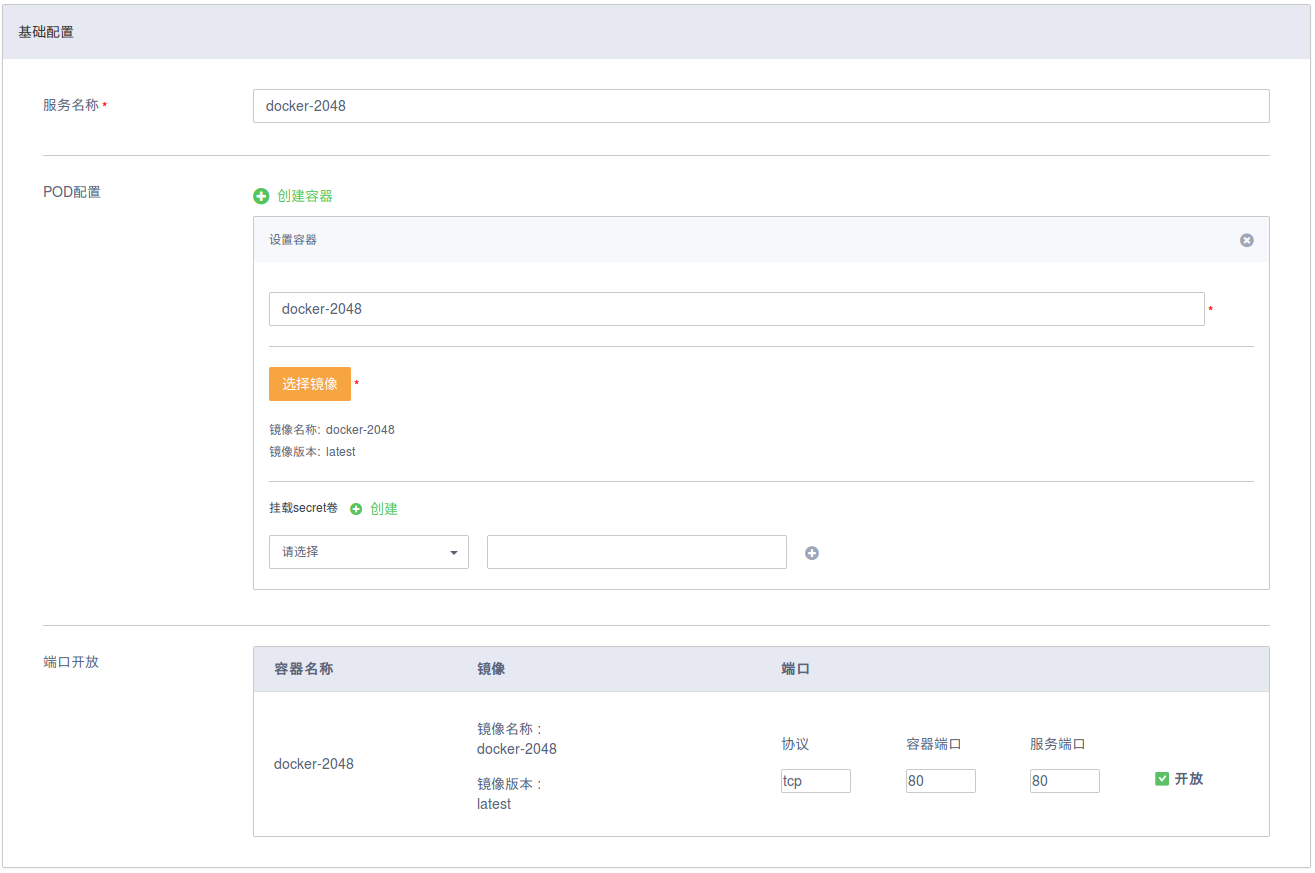 基础配置
服务名称 *
docker-2048
POD配置
创建容器
设置容器
docker-2048 *
选择镜像 *
镜像名称: docker-2048
镜像版本: latest
挂载secret卷 创建
请选择
端口开放
容器名称 镜像 端口
docker-2048
镜像名称 :
docker-2048
镜像版本 :
latest
协议 容器端口 服务端口
tcp 80 80 开放